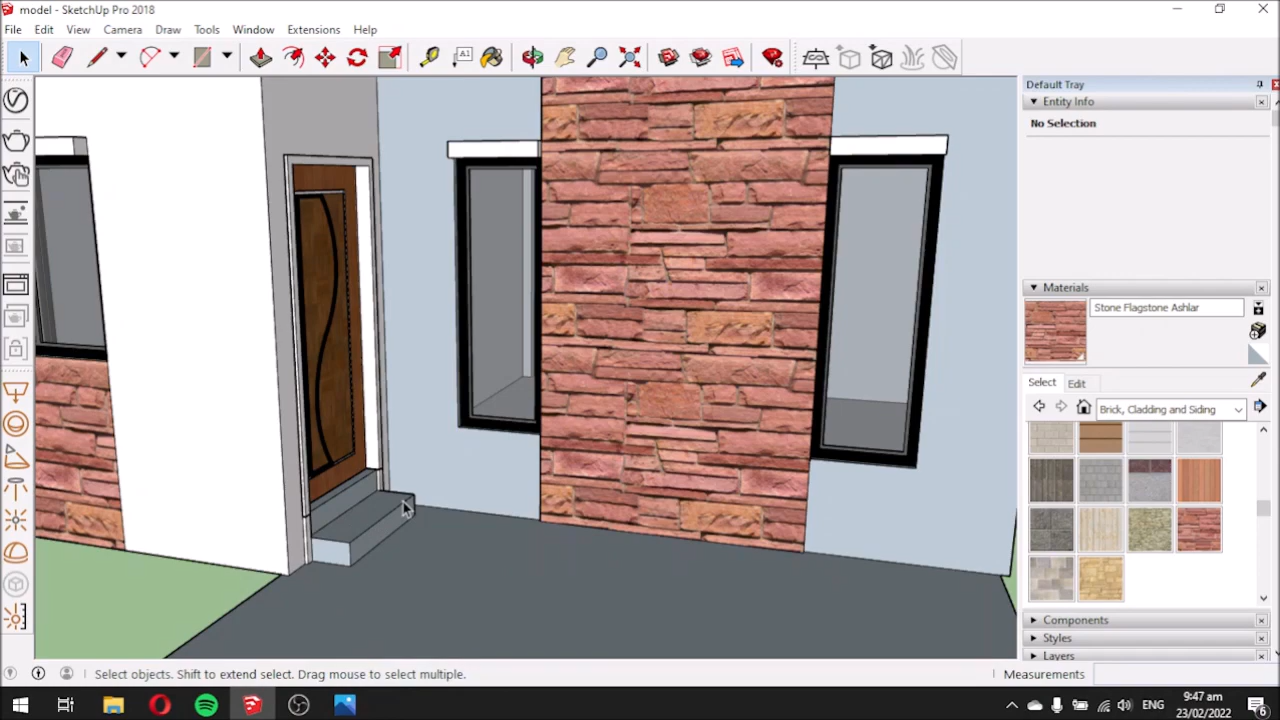 model - SketchUp Pro 2018
File Edit View Camera Draw Tools Window Extensions Help
A1
Default Tray
Entity Info
No Selection
Materials
Stone Flagstone Ashlar
Select Edit
Brick, Cladding and Siding
Components
Styles
Layers
Select objects. Shift to extend select. Drag mouse to select multiple.
Measurements
ENG
9:47 am
23/02/2022
6